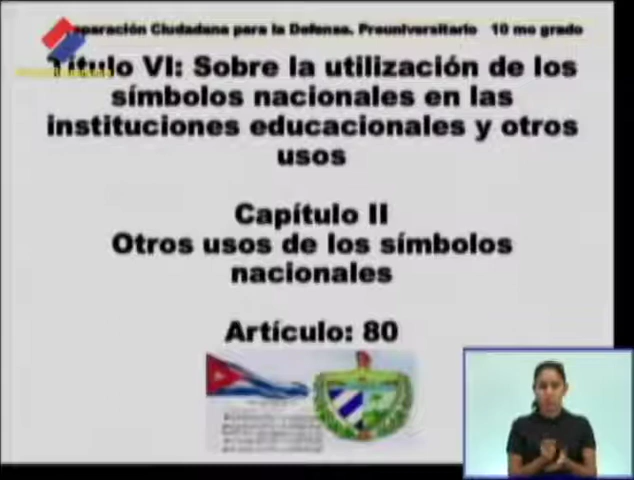 Preparación Ciudadana para la Defensa. Preuniversitario 10 mo grado
Título VI: Sobre la utilización de los
símbolos nacionales en las
instituciones educacionales y otros
usos
Capítulo II
Otros usos de los símbolos
nacionales
Artículo: 80